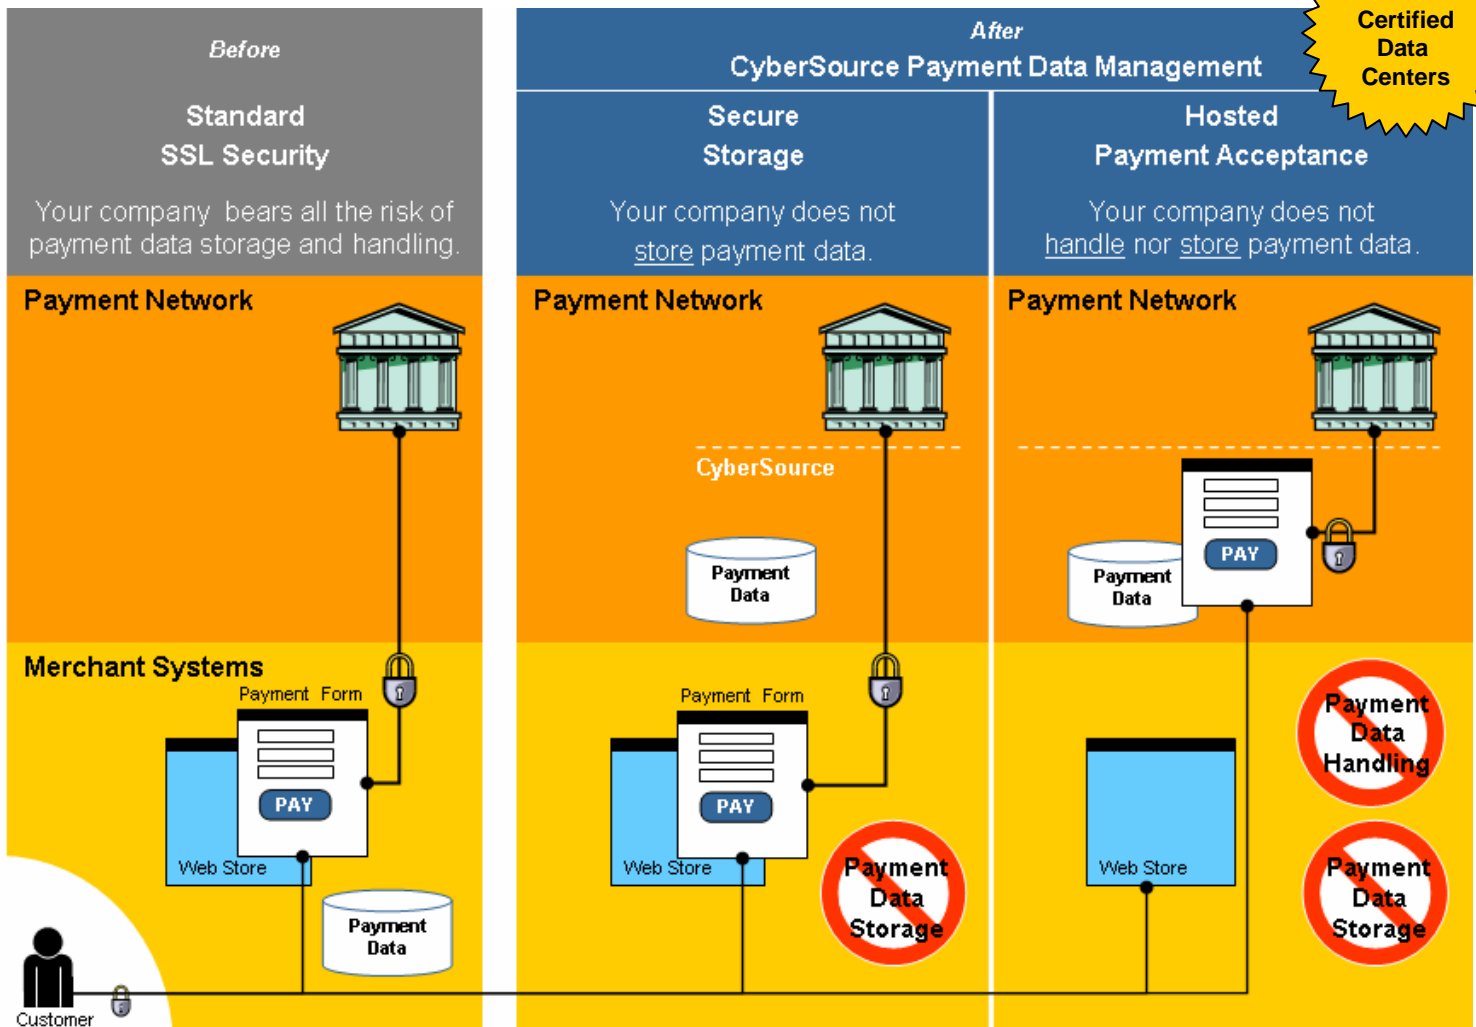 Before
Standard
SSL Security
Your company bears all the risk of
payment data storage and handling.
After
CyberSource Payment Data Management
Certified
Data
Centers
Secure
Storage
Your company does not
store payment data.
Hosted
Payment Acceptance
Your company does not
handle nor store payment data.
Payment Network
Payment Network
CyberSource
Payment
Data
Payment Network
PAY
Payment
Data
Merchant Systems
Payment Form
PAY
Web Store
Payment
Data
Customer
Payment Form
PAY
Web Store
Payment
Data
Storage
Web Store
Payment
Data
Handling
Payment
Data
Storage